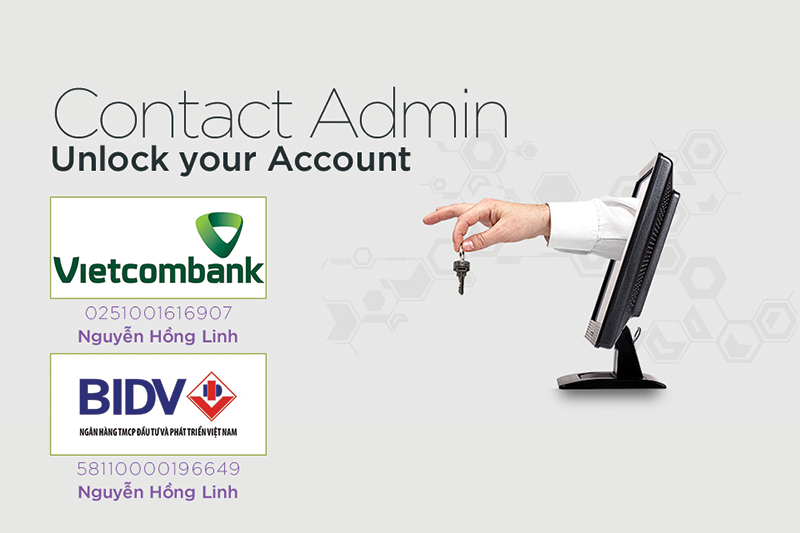 Contact Admin
Unlock your Account
Vietcombank
0251001616907
Nguyễn Hồng Linh
BIDV
NGÂN HÀNG TMCP ĐẦU TƯ VÀ PHÁT TRIỂN VIỆT NAM
58110000196649
Nguyễn Hồng Linh